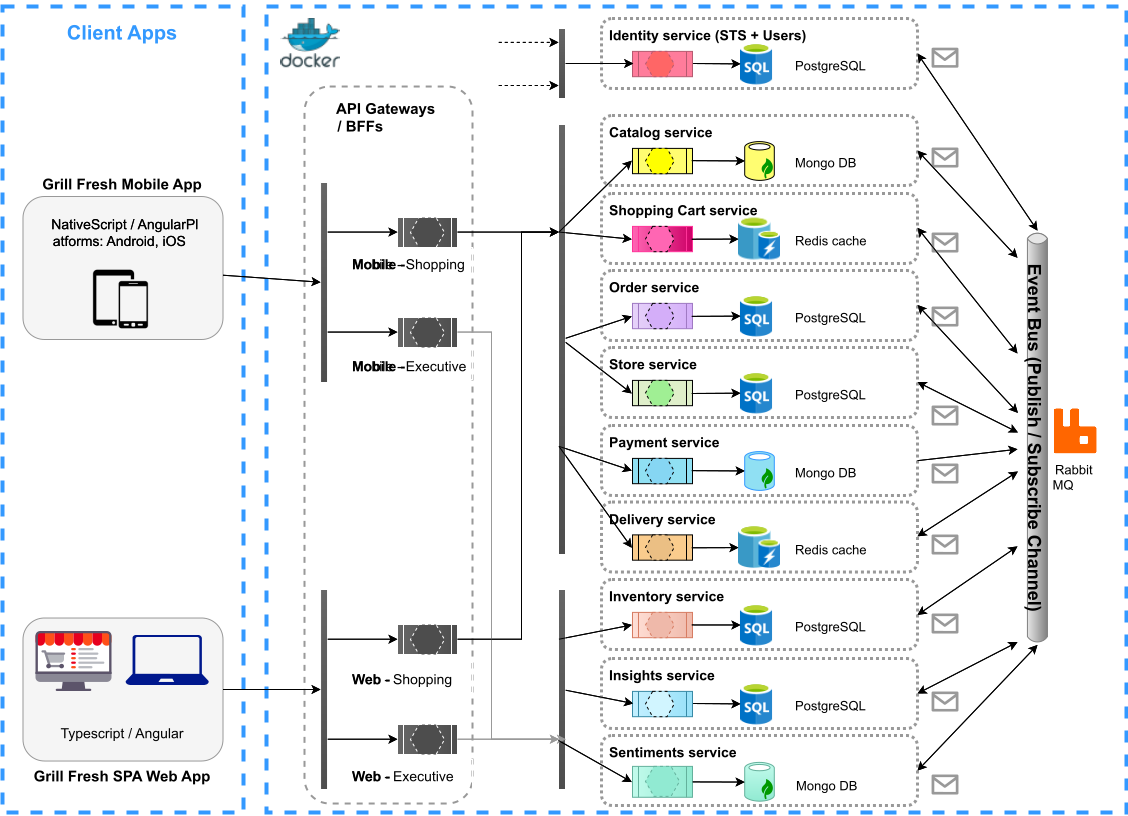 Client Apps
docker
API Gateways
/ BFFs
Grill Fresh Mobile App
NativeScript / AngularPl
atforms: Android, iOS
Mobile - Shopping
Mobile - Executive
Web - Shopping
Web - Executive
Typescript / Angular
Grill Fresh SPA Web App
Identity service (STS + Users)
SQL
PostgreSQL
Catalog service
Mongo DB
Shopping Cart service
Redis cache
Order service
SQL
PostgreSQL
Store service
SQL
PostgreSQL
Payment service
Mongo DB
Delivery service
Redis cache
Inventory service
SQL
PostgreSQL
Insights service
SQL
PostgreSQL
Sentiments service
Mongo DB
Event Bus (Publish / Subscribe Channel)
Rabbit
MQ